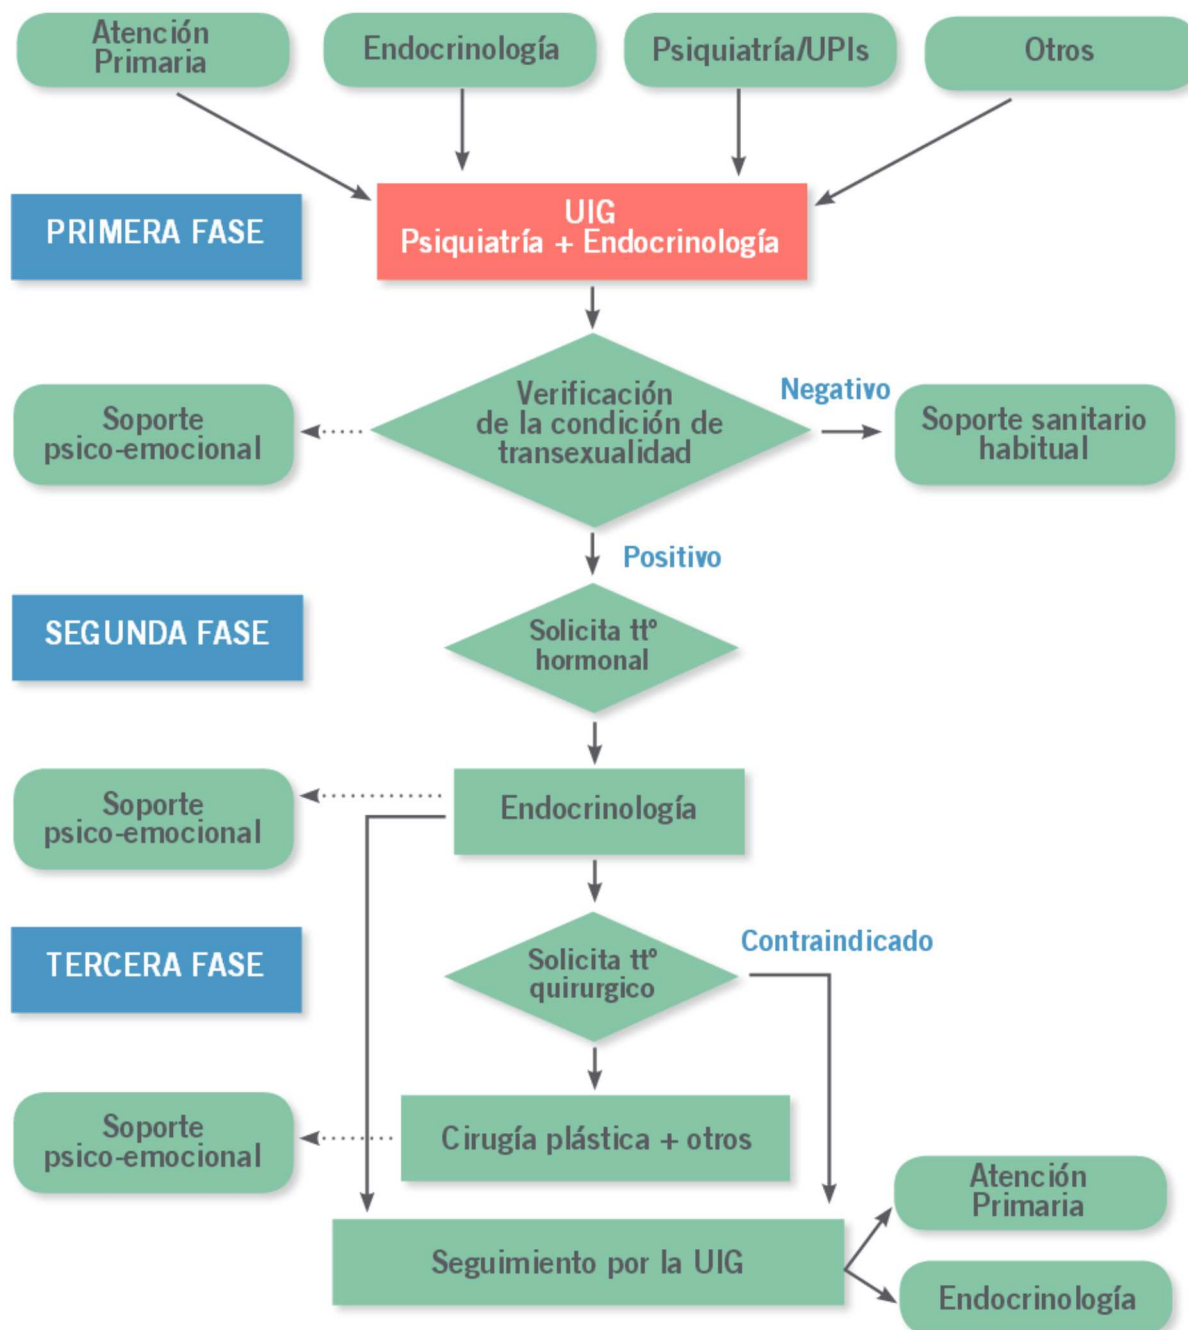 Atención
Primaria
Endocrinología
Psiquiatría/UPIs
Otros
PRIMERA FASE
UIG
Psiquiatría + Endocrinología
Soporte
psico-emocional
Verificación
de la condición de
transexualidad
Negativo
Soporte sanitario
habitual
Positivo
SEGUNDA FASE
Solicita ttº
hormonal
Soporte
psico-emocional
Endocrinología
TERCERA FASE
Solicita ttº
quirurgico
Contraindicado
Soporte
psico-emocional
Cirugía plástica + otros
Atención
Primaria
Seguimiento por la UIG
Endocrinología